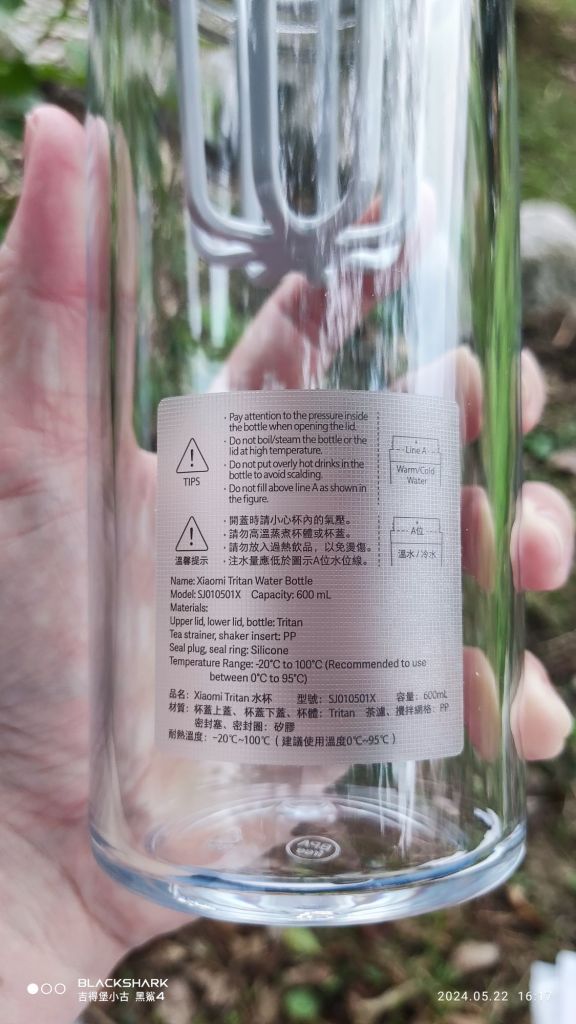 · Pay attention to the pressure inside
the bottle when opening the lid.
· Do not boil/steam the bottle or the
lid at high temperature.
· Do not put overly hot drinks in the
bottle to avoid scalding.
· Do not fill above line A as shown in
the figure.
TIPS
Line A
Warm/Cold
Water
· 開蓋時請小心杯內的氣壓。
· 請勿高溫蒸煮杯體或杯蓋。
· 請勿放入過熱飲品，以免燙傷。
· 注水量應低於圖示A位水位線。
溫馨提示
A位
溫水 / 冷水
Name: Xiaomi Tritan Water Bottle
Model: SJ010501X Capacity: 600 mL
Materials:
Upper lid, lower lid, bottle: Tritan
Tea strainer, shaker insert: PP
Seal plug, seal ring: Silicone
Temperature Range: -20°C to 100°C (Recommended to use
between 0°C to 95°C)
品名：Xiaomi Tritan 水杯 型號：SJ010501X 容量：600mL
材質：杯蓋上蓋、杯蓋下蓋、杯體：Tritan 茶濾、攪拌網格：PP
密封塞、密封圈：矽膠
耐熱溫度：-20℃~100℃（建議使用溫度0℃~95℃）
BPA
free
BLACKSHARK
吉得堡小古 黑鯊4
2024.05.22 16:17